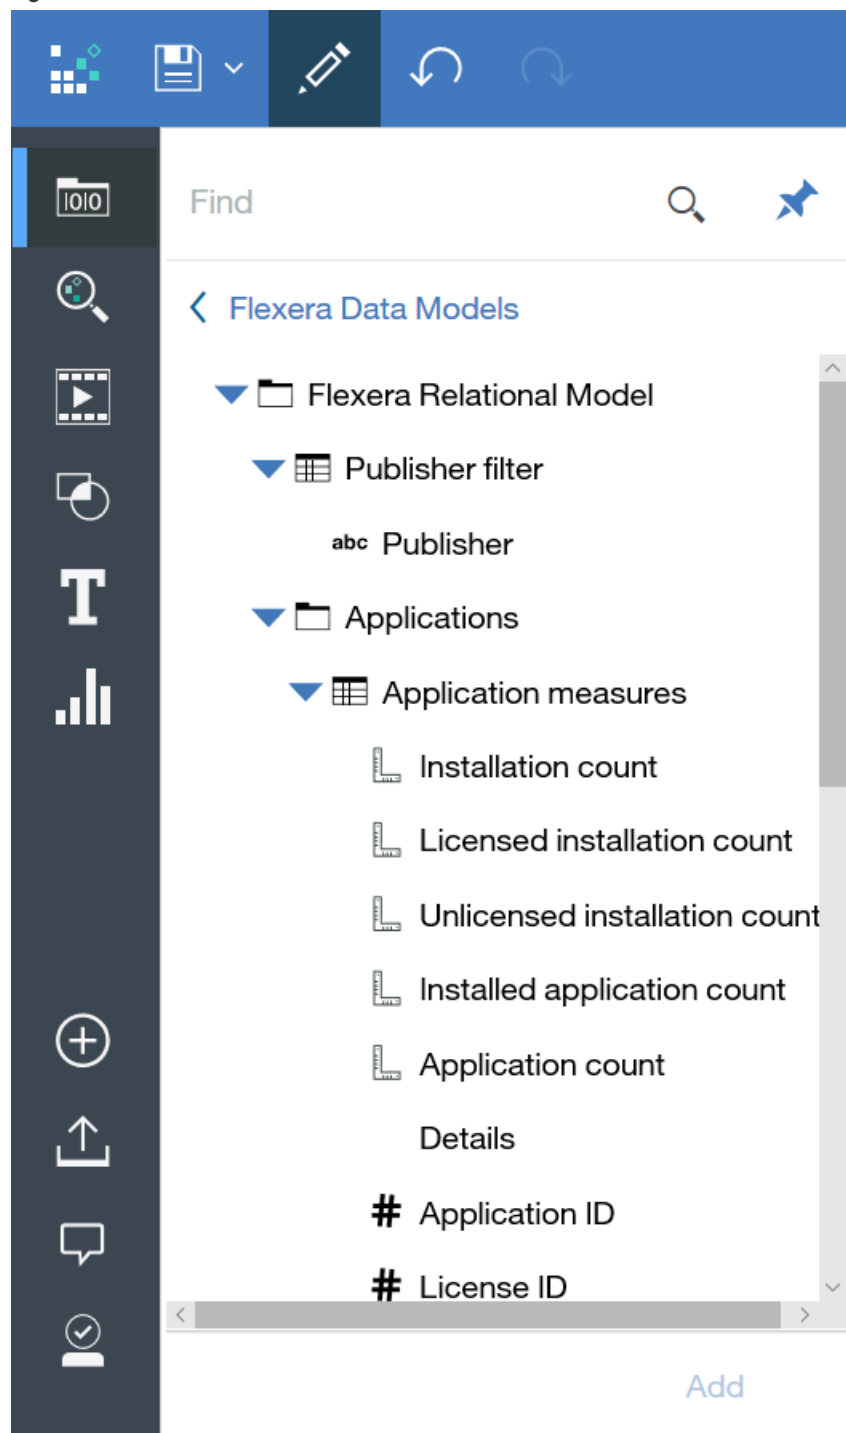 Find
Flexera Data Models
Flexera Relational Model
Publisher filter
abc Publisher
Applications
Application measures
Installation count
Licensed installation count
Unlicensed installation count
Installed application count
Application count
Details
# Application ID
# License ID
Add